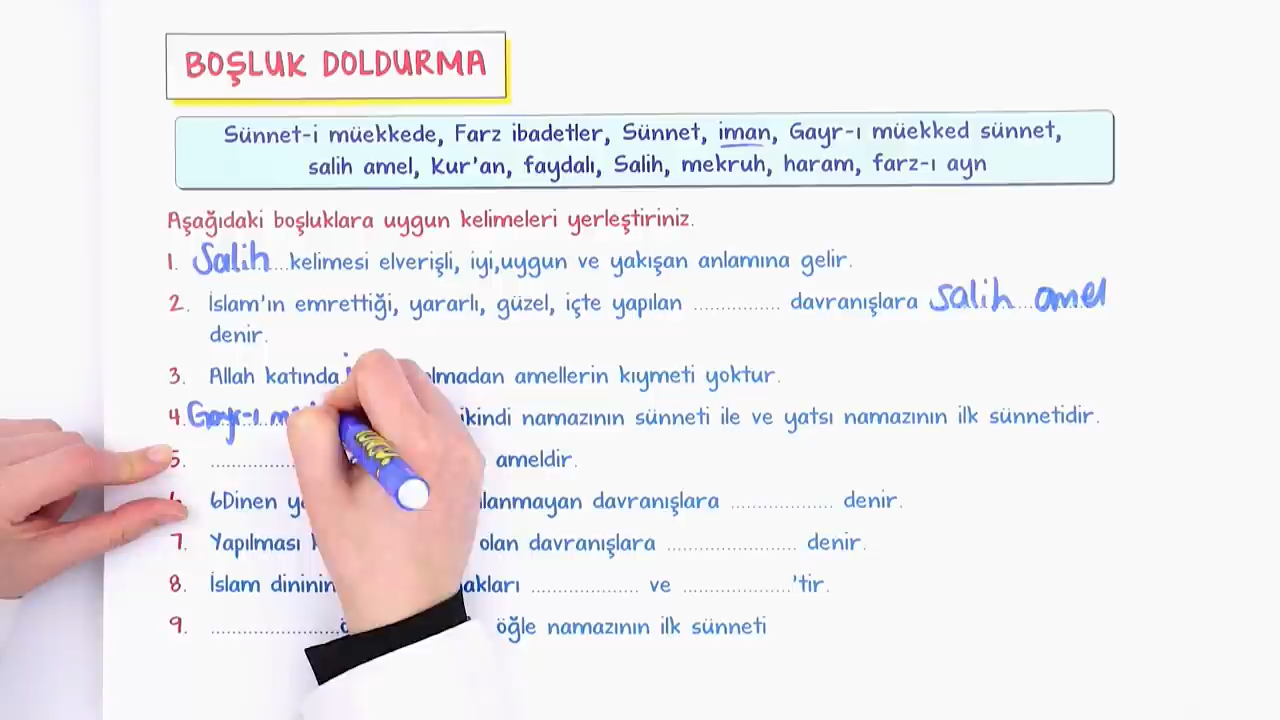 BOŞLUK DOLDURMA
Sünnet-i müekkede, Farz ibadetler, Sünnet, iman, Gayr-ı müekked sünnet,
salih amel, Kur'an, faydalı, Salih, mekruh, haram, farz-ı ayn
Aşağıdaki boşluklara uygun kelimeleri yerleştiriniz.
1. Salih...kelimesi elverişli, iyi,uygun ve yakışan anlamına gelir.
2. İslam'ın emrettiği, yararlı, güzel, içte yapılan ............... davranışlara salih amel
denir.
3. Allah katında olmadan amellerin kıymeti yoktur.
4. Gayr-ı ikindi namazının sünneti ile ve yatsı namazının ilk sünnetidir.
5. ............... ameldir.
6Dinen davranışlara .................. denir.
7. Yapılması olan davranışlara ....................... denir.
8. İslam dininin ................... ve ...................'tir.
9. ....................... öğle namazının ilk sünneti